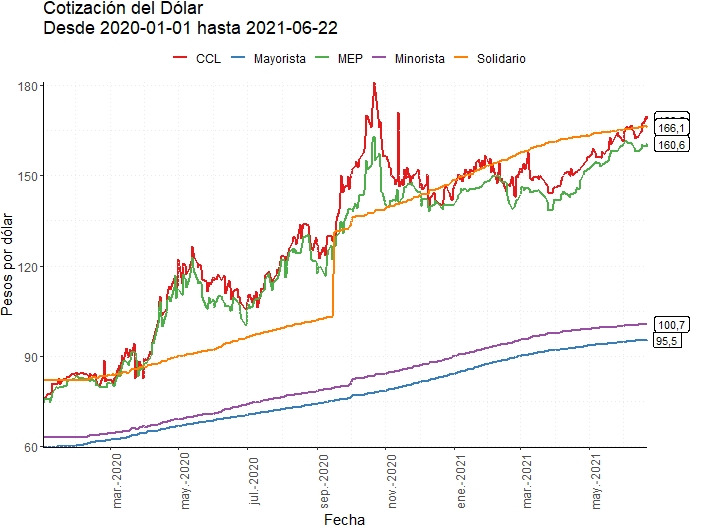 Cotización del Dólar
Desde 2020-01-01 hasta 2021-06-22
CCL Mayorista MEP Minorista Solidario
Pesos por dólar
180
150
120
90
60
166,1
160,6
100,7
95,5
mar.-2020
may.-2020
jul.-2020
sep.-2020
nov.-2020
ene.-2021
mar.-2021
may.-2021
Fecha